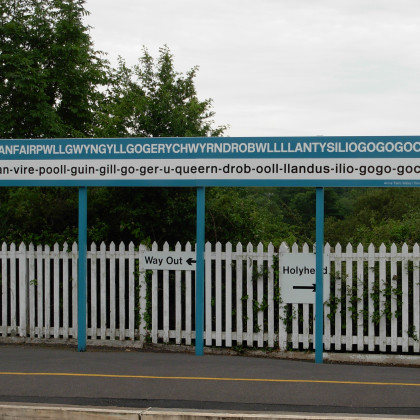 ANFAIRPWLLGWYNGYLLGOGERYCHWYRNDROBWLLLLANTYSILIOGOGOGOC
an-vire-pooll-guin-gill-go-ger-u-queern-drob-ooll-llandus-ilio-gogo-goc
Way Out ←
Holyhead
→